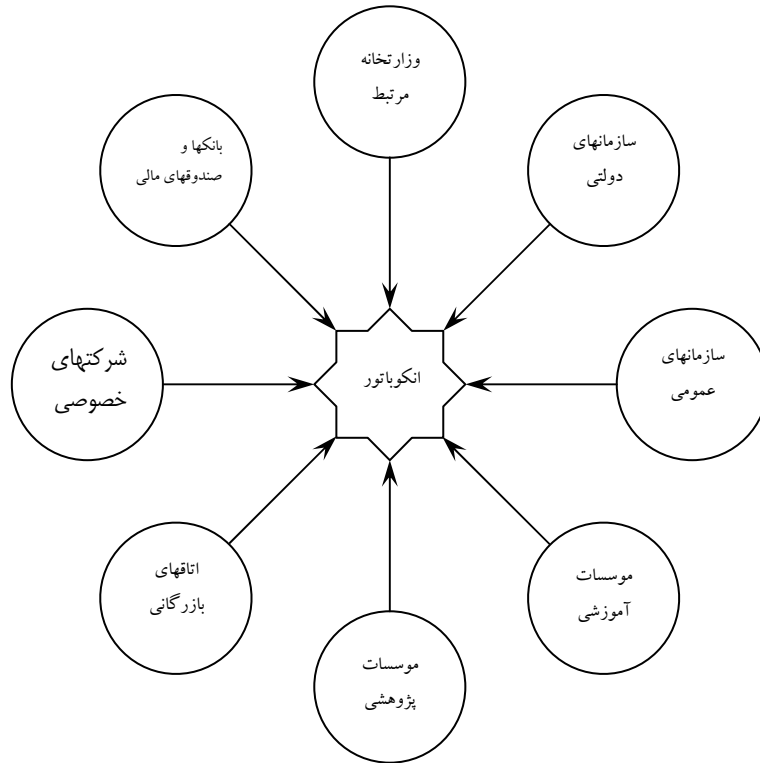 وزارتخانه
مرتبط
سازمانهای
دولتی
بانکها و
صندوقهای مالی
سازمانهای
عمومی
انکوباتور
شرکتهای
خصوصی
موسسات
آموزشی
اتاقهای
بازرگانی
موسسات
پژوهشی